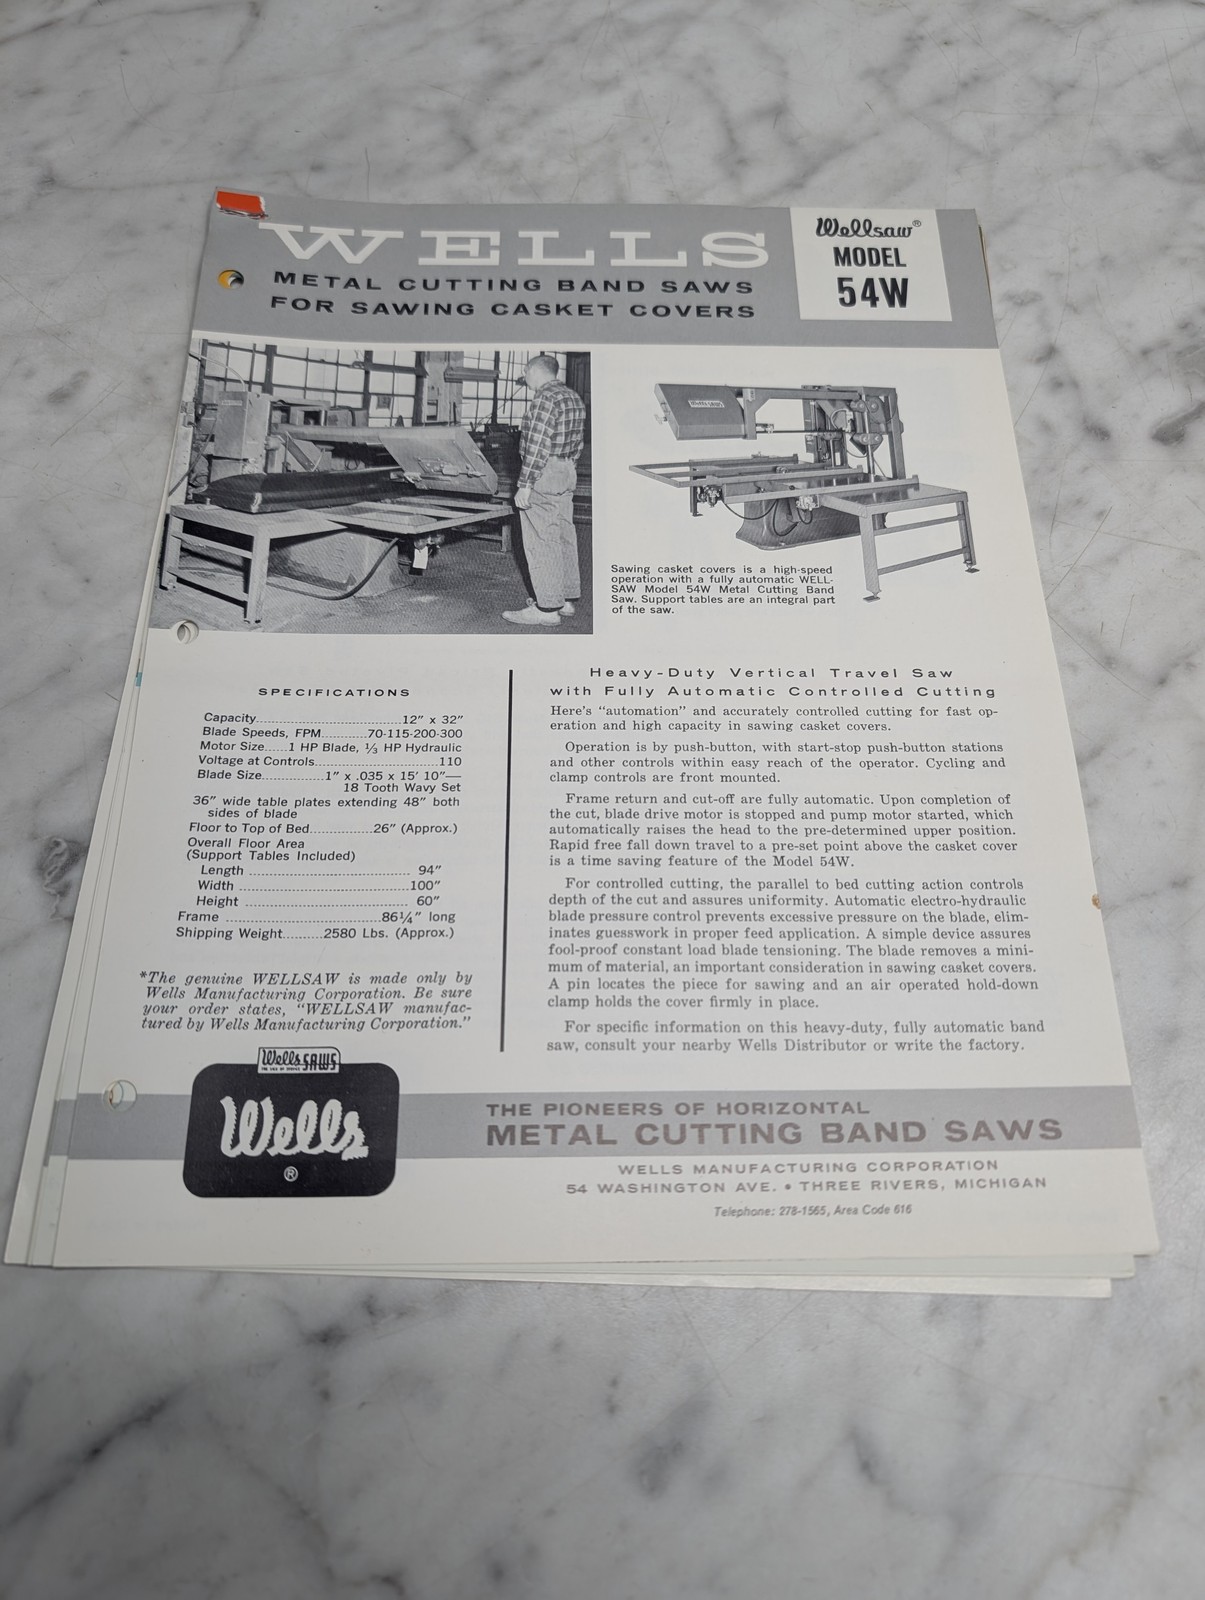 WELLS
METAL CUTTING BAND SAWS
FOR SAWING CASKET COVERS
Wellsaw®
MODEL
54W
Sawing casket covers is a high-speed
operation with a fully automatic WELL-
SAW Model 54W Metal Cutting Band
Saw. Support tables are an integral part
of the saw.
SPECIFICATIONS
Capacity....................................12" x 32"
Blade Speeds, FPM...........70-115-200-300
Motor Size......1 HP Blade, ⅓ HP Hydraulic
Voltage at Controls...............................110
Blade Size...............1" x .035 x 15' 10"—
18 Tooth Wavy Set
36" wide table plates extending 48" both
sides of blade
Floor to Top of Bed...............26" (Approx.)
Overall Floor Area
(Support Tables Included)
Length ...................................... 94"
Width .......................................100"
Height ...................................... 60"
Frame .....................................86¼" long
Shipping Weight..........2580 Lbs. (Approx.)
*The genuine WELLSAW is made only by
Wells Manufacturing Corporation. Be sure
your order states, "WELLSAW manufac-
tured by Wells Manufacturing Corporation."
Heavy-Duty Vertical Travel Saw
with Fully Automatic Controlled Cutting
Here's "automation" and accurately controlled cutting for fast op-
eration and high capacity in sawing casket covers.
Operation is by push-button, with start-stop push-button stations
and other controls within easy reach of the operator. Cycling and
clamp controls are front mounted.
Frame return and cut-off are fully automatic. Upon completion of
the cut, blade drive motor is stopped and pump motor started, which
automatically raises the head to the pre-determined upper position.
Rapid free fall down travel to a pre-set point above the casket cover
is a time saving feature of the Model 54W.
For controlled cutting, the parallel to bed cutting action controls
depth of the cut and assures uniformity. Automatic electro-hydraulic
blade pressure control prevents excessive pressure on the blade, elim-
inates guesswork in proper feed application. A simple device assures
fool-proof constant load blade tensioning. The blade removes a mini-
mum of material, an important consideration in sawing casket covers.
A pin locates the piece for sawing and an air operated hold-down
clamp holds the cover firmly in place.
For specific information on this heavy-duty, fully automatic band
saw, consult your nearby Wells Distributor or write the factory.
Wells SAWS
Wells
®
THE PIONEERS OF HORIZONTAL
METAL CUTTING BAND SAWS
WELLS MANUFACTURING CORPORATION
54 WASHINGTON AVE. • THREE RIVERS, MICHIGAN
Telephone: 278-1565, Area Code 616